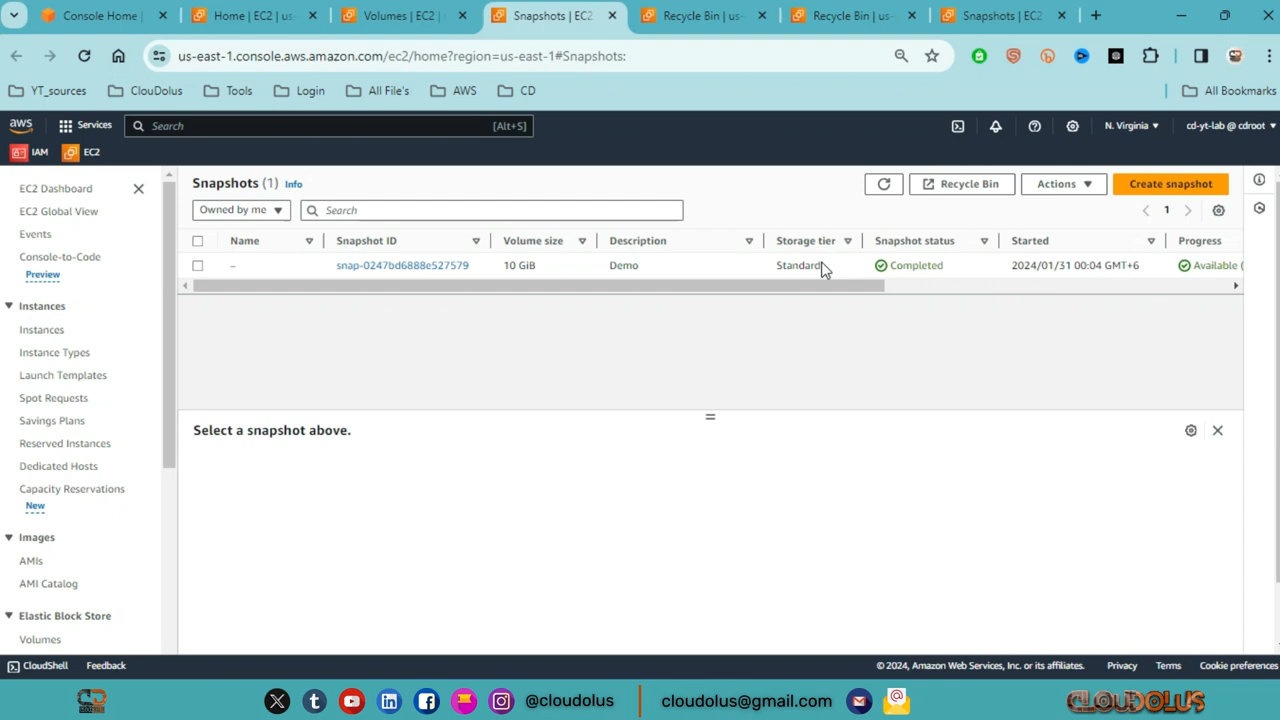 Console Home |
Home | EC2 | us-
Volumes | EC2 |
Snapshots | EC2
Recycle Bin | us-
Recycle Bin | us-
Snapshots | EC2
us-east-1.console.aws.amazon.com/ec2/home?region=us-east-1#Snapshots:
YT_sources
CloudDolus
Tools
Login
All File's
AWS
CD
All Bookmarks
aws
Services
Search
[Alt+S]
N. Virginia
cd-yt-lab @ cdroot
IAM
EC2
EC2 Dashboard
EC2 Global View
Events
Console-to-Code
Preview
Instances
Instances
Instance Types
Launch Templates
Spot Requests
Savings Plans
Reserved Instances
Dedicated Hosts
Capacity Reservations
New
Images
AMIs
AMI Catalog
Elastic Block Store
Volumes
Snapshots (1) Info
Recycle Bin
Actions
Create snapshot
Owned by me
Search
1
Name Snapshot ID Volume size Description Storage tier Snapshot status Started Progress
– snap-0247bd6888e527579 10 GiB Demo Standard Completed 2024/01/31 00:04 GMT+6 Available (
Select a snapshot above.
CloudShell
Feedback
© 2024, Amazon Web Services, Inc. or its affiliates.
Privacy
Terms
Cookie preferences
@cloudolus
cloudolus@gmail.com
CLOUDOLUS